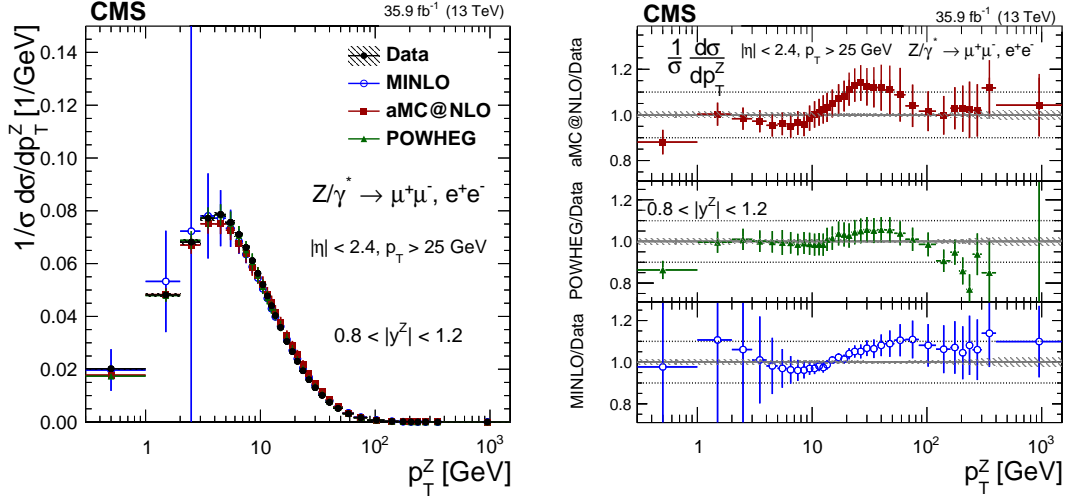 CMS
35.9 fb⁻¹ (13 TeV)
1/σ dσ/dp_T^Z [1/GeV]
0.14
0.12
0.10
0.08
0.06
0.04
0.02
0.00
Data
MINLO
aMC@NLO
POWHEG
Z/γ* → μ⁺μ⁻, e⁺e⁻
|η| < 2.4, p_T > 25 GeV
0.8 < |y^Z| < 1.2
1 10 10² 10³
p_T^Z [GeV]
CMS
35.9 fb⁻¹ (13 TeV)
1/σ dσ/dp_T^Z
|η| < 2.4, p_T > 25 GeV Z/γ* → μ⁺μ⁻, e⁺e⁻
aMC@NLO/Data
1.2
1.0
0.8
0.8 < |y^Z| < 1.2
POWHEG/Data
1.2
1.0
0.8
MINLO/Data
1.2
1.0
0.8
1 10 10² 10³
p_T^Z [GeV]